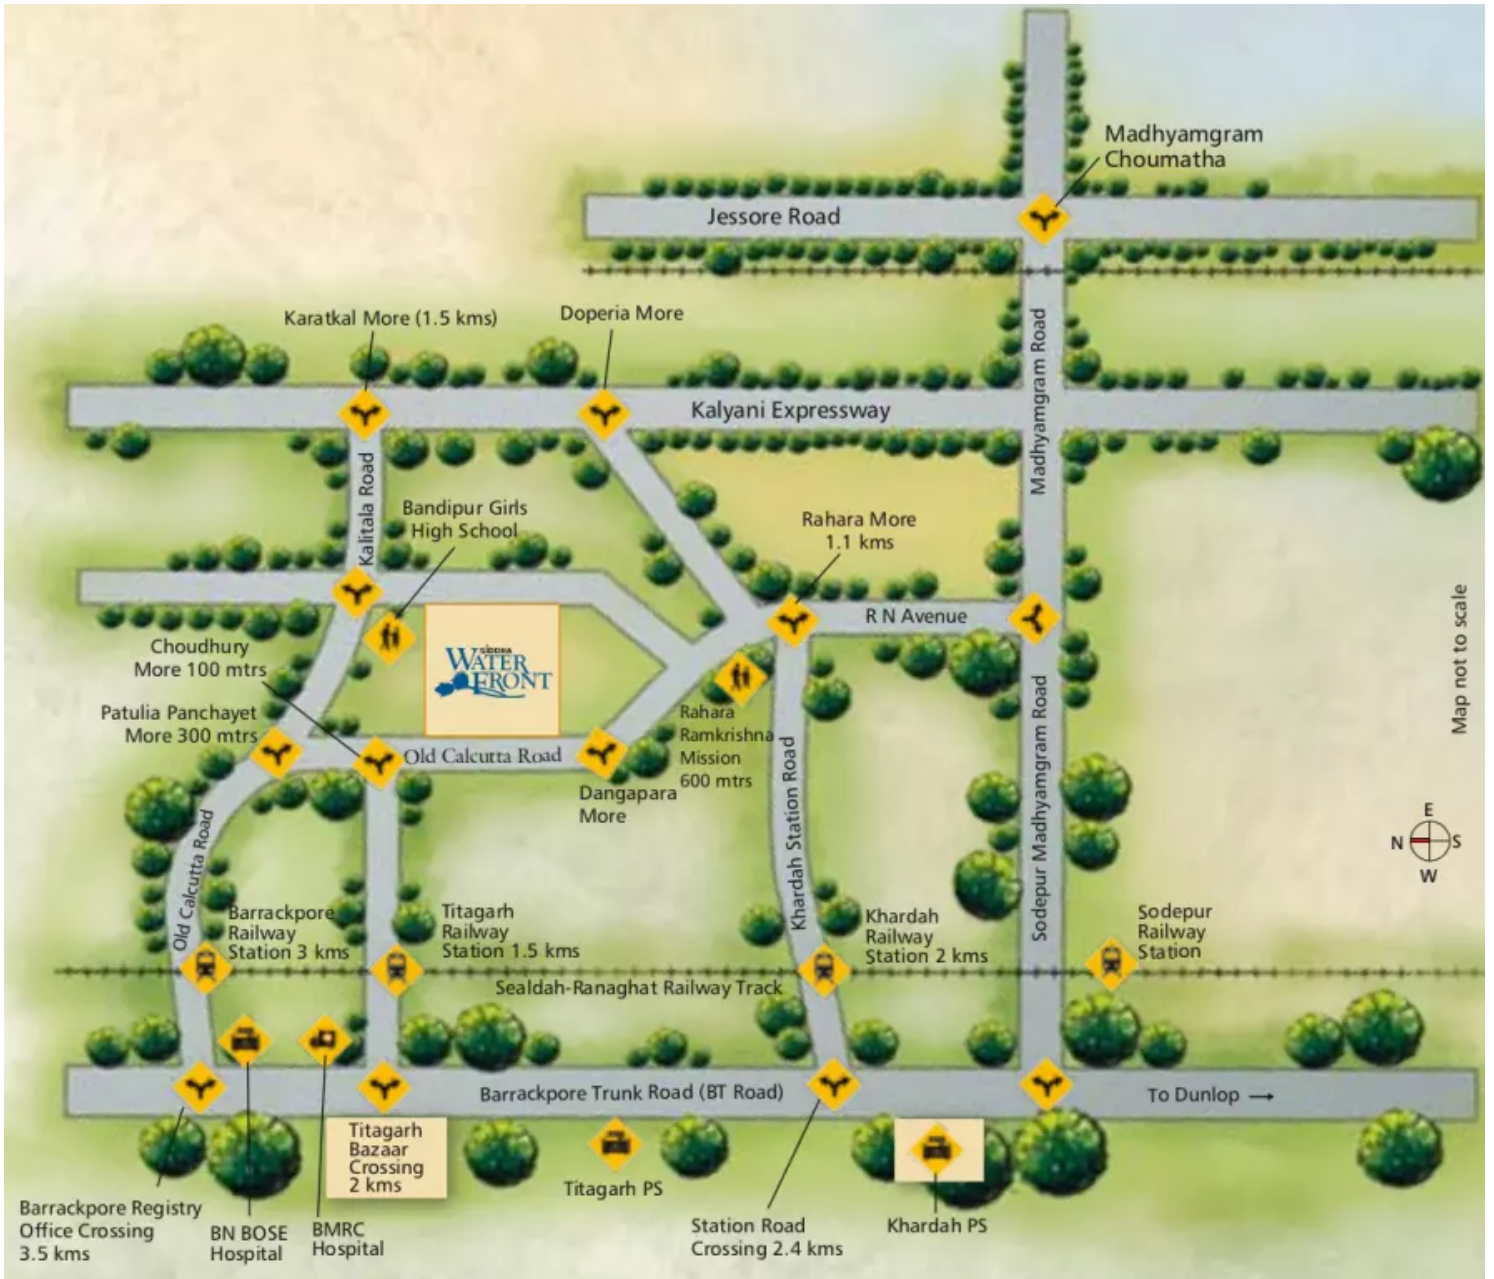 Madhyamgram
Choumatha
Jessore Road
Karatkal More (1.5 kms)
Doperia More
Madhyamgram Road
Kalyani Expressway
Kalitala Road
Bandipur Girls
High School
Rahara More
1.1 kms
R N Avenue
Map not to scale
Choudhury
More 100 mtrs
SIDDHA
WATER
FRONT
Patulia Panchayet
More 300 mtrs
Old Calcutta Road
Rahara
Ramkrishna
Mission
600 mtrs
Dangapara
More
Khardah Station Road
Sodepur Madhyamgram Road
E
N
S
W
Old Calcutta Road
Barrackpore
Railway
Station 3 kms
Titagarh
Railway
Station 1.5 kms
Khardah
Railway
Station 2 kms
Sodepur
Railway
Station
Sealdah-Ranaghat Railway Track
Barrackpore Trunk Road (BT Road)
To Dunlop →
Titagarh
Bazaar
Crossing
2 kms
Titagarh PS
Khardah PS
Barrackpore Registry
Office Crossing
3.5 kms
BN BOSE
Hospital
BMRC
Hospital
Station Road
Crossing 2.4 kms